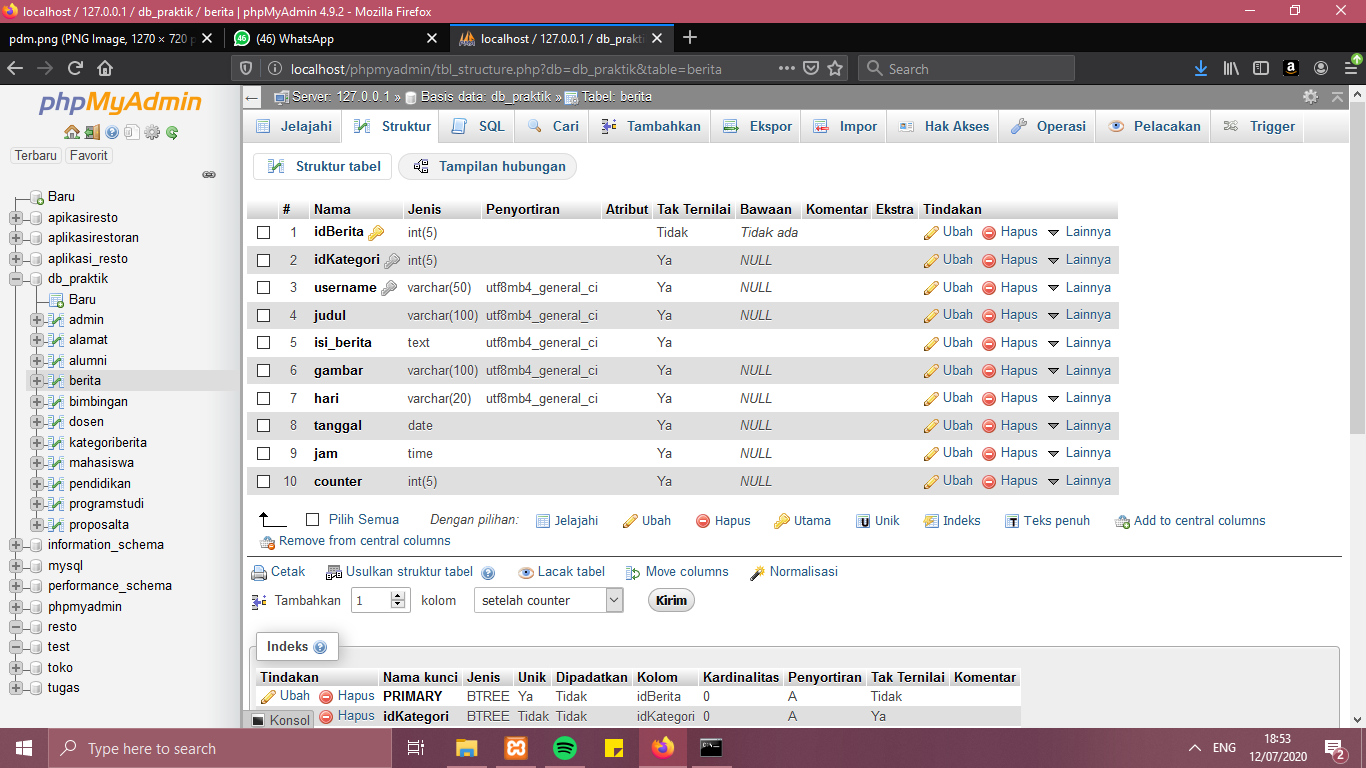 localhost / 127.0.0.1 / db_praktik / berita | phpMyAdmin 4.9.2 - Mozilla Firefox
pdm.png (PNG Image, 1270 × 720 p
46 (46) WhatsApp
localhost / 127.0.0.1 / db_prakt
localhost/phpmyadmin/tbl_structure.php?db=db_praktik&table=berita
Search
phpMyAdmin
Terbaru Favorit
Baru
apikasiresto
aplikasirestoran
aplikasi_resto
db_praktik
Baru
admin
alamat
alumni
berita
bimbingan
dosen
kategoriberita
mahasiswa
pendidikan
programstudi
proposalta
information_schema
mysql
performance_schema
phpmyadmin
resto
test
toko
tugas
Server: 127.0.0.1 » Basis data: db_praktik » Tabel: berita
Jelajahi Struktur SQL Cari Tambahkan Ekspor Impor Hak Akses Operasi Pelacakan Trigger
Struktur tabel Tampilan hubungan
# Nama Jenis Penyortiran Atribut Tak Ternilai Bawaan Komentar Ekstra Tindakan
1 idBerita int(5) Tidak Tidak ada Ubah Hapus Lainnya
2 idKategori int(5) Ya NULL Ubah Hapus Lainnya
3 username varchar(50) utf8mb4_general_ci Ya NULL Ubah Hapus Lainnya
4 judul varchar(100) utf8mb4_general_ci Ya NULL Ubah Hapus Lainnya
5 isi_berita text utf8mb4_general_ci Ya Ubah Hapus Lainnya
6 gambar varchar(100) utf8mb4_general_ci Ya NULL Ubah Hapus Lainnya
7 hari varchar(20) utf8mb4_general_ci Ya NULL Ubah Hapus Lainnya
8 tanggal date Ya NULL Ubah Hapus Lainnya
9 jam time Ya NULL Ubah Hapus Lainnya
10 counter int(5) Ya NULL Ubah Hapus Lainnya
Pilih Semua Dengan pilihan: Jelajahi Ubah Hapus Utama Unik Indeks Teks penuh Add to central columns
Remove from central columns
Cetak Usulkan struktur tabel Lacak tabel Move columns Normalisasi
Tambahkan 1 kolom setelah counter Kirim
Indeks
Tindakan Nama kunci Jenis Unik Dipadatkan Kolom Kardinalitas Penyortiran Tak Ternilai Komentar
Ubah Hapus PRIMARY BTREE Ya Tidak idBerita 0 A Tidak
Hapus idKategori BTREE Tidak Tidak idKategori 0 A Ya
Konsol
Type here to search
ENG
18:53
12/07/2020
2